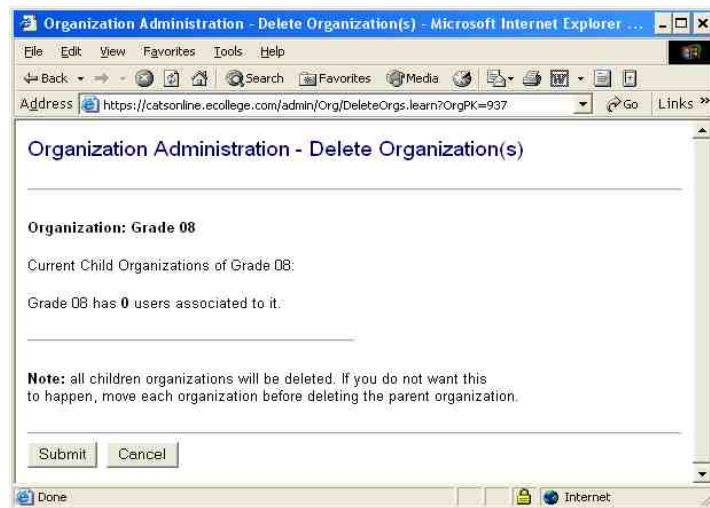 Organization Administration - Delete Organization(s) - Microsoft Internet Explorer ...
File Edit View Favorites Tools Help
Back Search Favorites Media
Address https://catsonline.ecollege.com/admin/Org/DeleteOrgs.learn?OrgPK=937 Go Links »
Organization Administration - Delete Organization(s)
Organization: Grade 08
Current Child Organizations of Grade 08:
Grade 08 has 0 users associated to it.
Note: all children organizations will be deleted. If you do not want this
to happen, move each organization before deleting the parent organization.
Submit Cancel
Done Internet